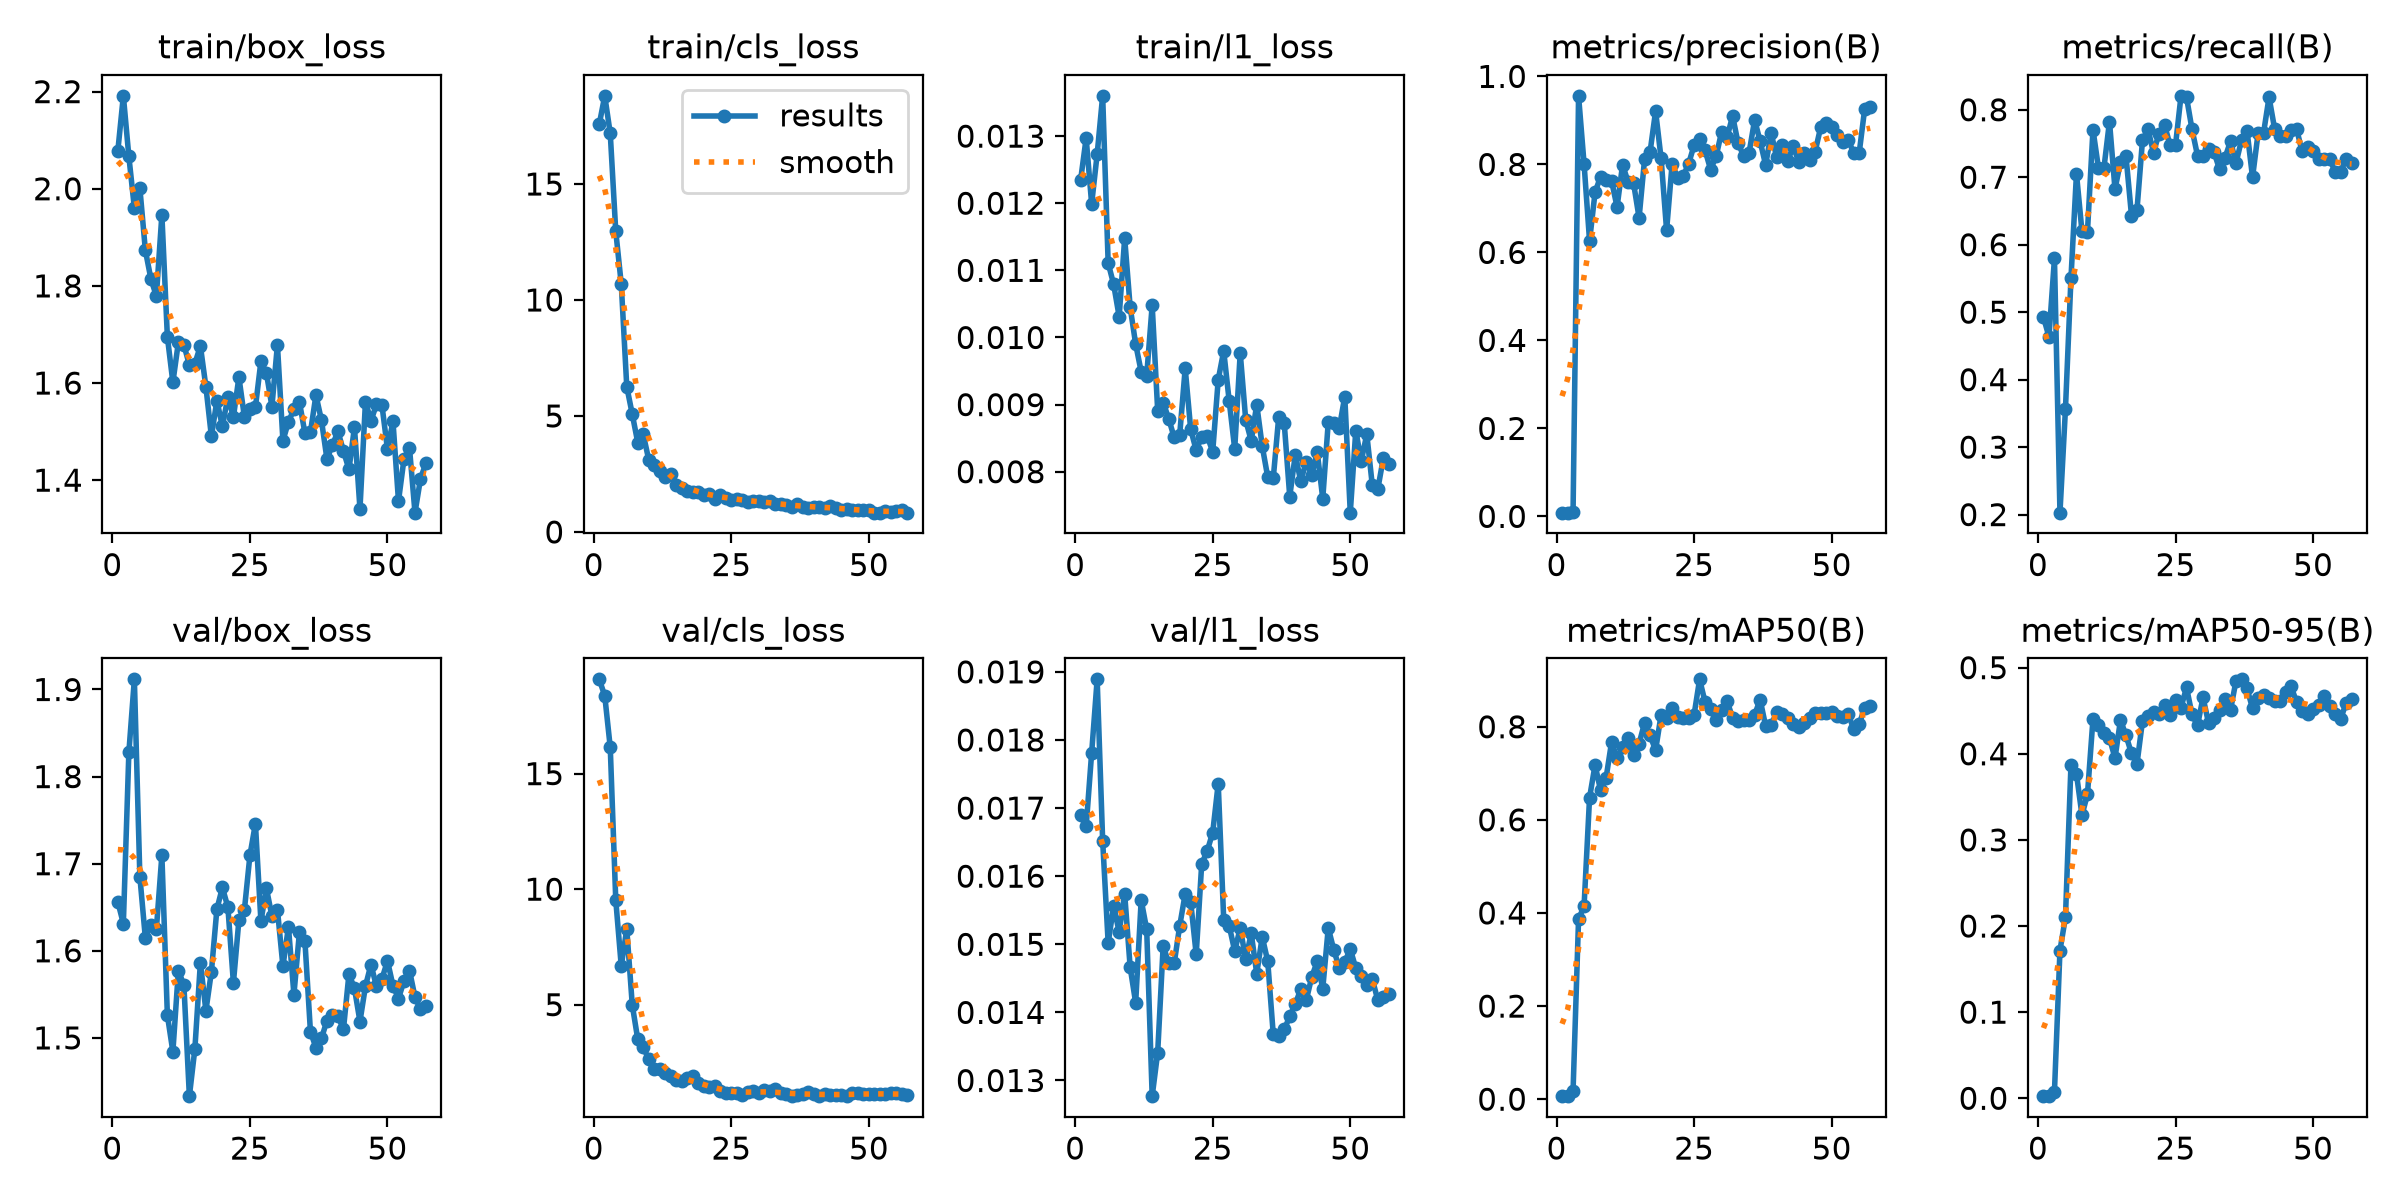 train/box_loss
2.2
2.0
1.8
1.6
1.4
0 25 50
train/cls_loss
results
smooth
15
10
5
0
0 25 50
train/l1_loss
0.013
0.012
0.011
0.010
0.009
0.008
0 25 50
metrics/precision(B)
1.0
0.8
0.6
0.4
0.2
0.0
0 25 50
metrics/recall(B)
0.8
0.7
0.6
0.5
0.4
0.3
0.2
0 25 50
val/box_loss
1.9
1.8
1.7
1.6
1.5
0 25 50
val/cls_loss
15
10
5
0 25 50
val/l1_loss
0.019
0.018
0.017
0.016
0.015
0.014
0.013
0 25 50
metrics/mAP50(B)
0.8
0.6
0.4
0.2
0.0
0 25 50
metrics/mAP50-95(B)
0.5
0.4
0.3
0.2
0.1
0.0
0 25 50